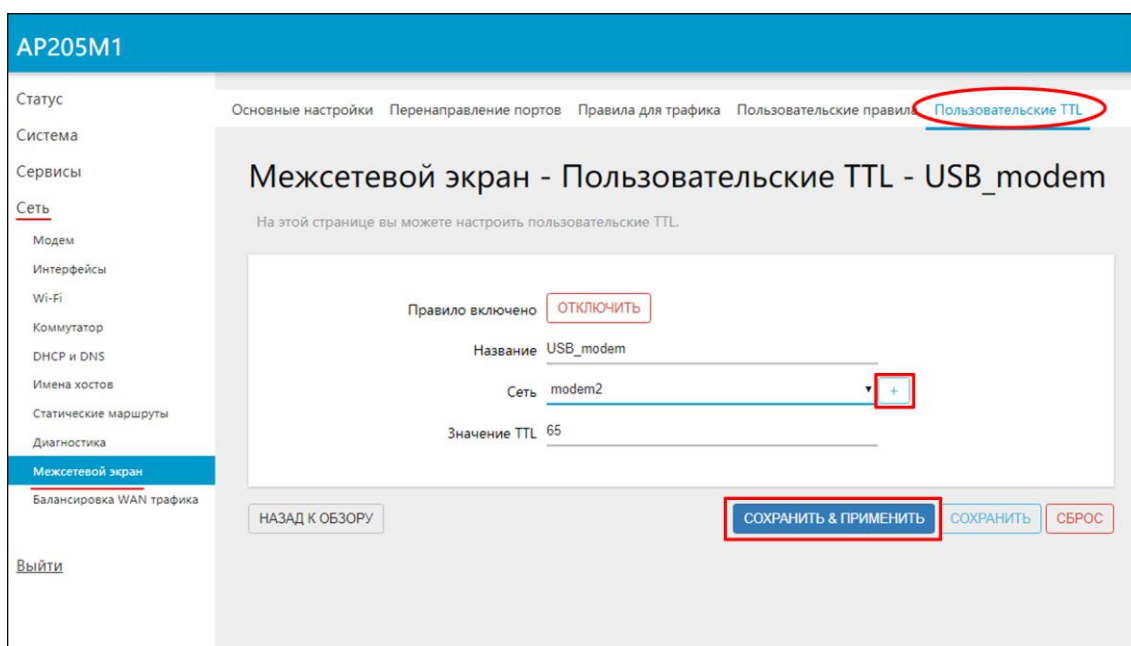 AP205M1
Статус
Система
Сервисы
Сеть
Модем
Интерфейсы
Wi-Fi
Коммутатор
DHCP и DNS
Имена хостов
Статические маршруты
Диагностика
Межсетевой экран
Балансировка WAN трафика
Выйти
Основные настройки Перенаправление портов Правила для трафика Пользовательские правила Пользовательские TTL
Межсетевой экран - Пользовательские TTL - USB_modem
На этой странице вы можете настроить пользовательские TTL.
Правило включено ОТКЛЮЧИТЬ
Название USB_modem
Сеть modem2 +
Значение TTL 65
НАЗАД К ОБЗОРУ СОХРАНИТЬ & ПРИМЕНИТЬ СОХРАНИТЬ СБРОС